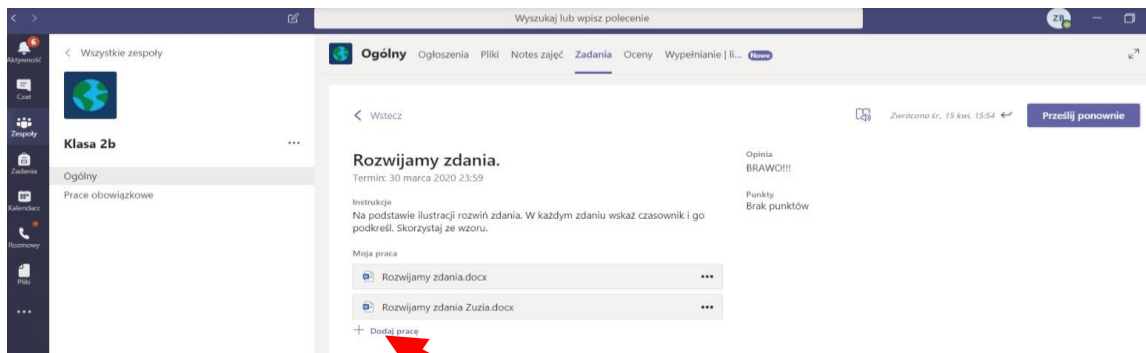 Wyszukaj lub wpisz polecenie
ZB
6
Aktywność
Czat
Zespoły
Zadania
Kalendarz
Rozmowy
Pliki
Wszystkie zespoły
Klasa 2b
Ogólny
Prace obowiązkowe
Ogólny Ogłoszenia Pliki Notes zajęć Zadania Oceny Wypełnianie | li... Nowe
Wstecz
Zwrócono śr., 15 kwi, 15:54
Prześlij ponownie
Rozwijamy zdania.
Termin: 30 marca 2020 23:59
Instrukcje
Na podstawie ilustracji rozwiń zdania. W każdym zdaniu wskaż czasownik i go
podkreśl. Skorzystaj ze wzoru.
Moja praca
Rozwijamy zdania.docx
Rozwijamy zdania Zuzia.docx
+ Dodaj pracę
Opinia
BRAWO!!!
Punkty
Brak punktów